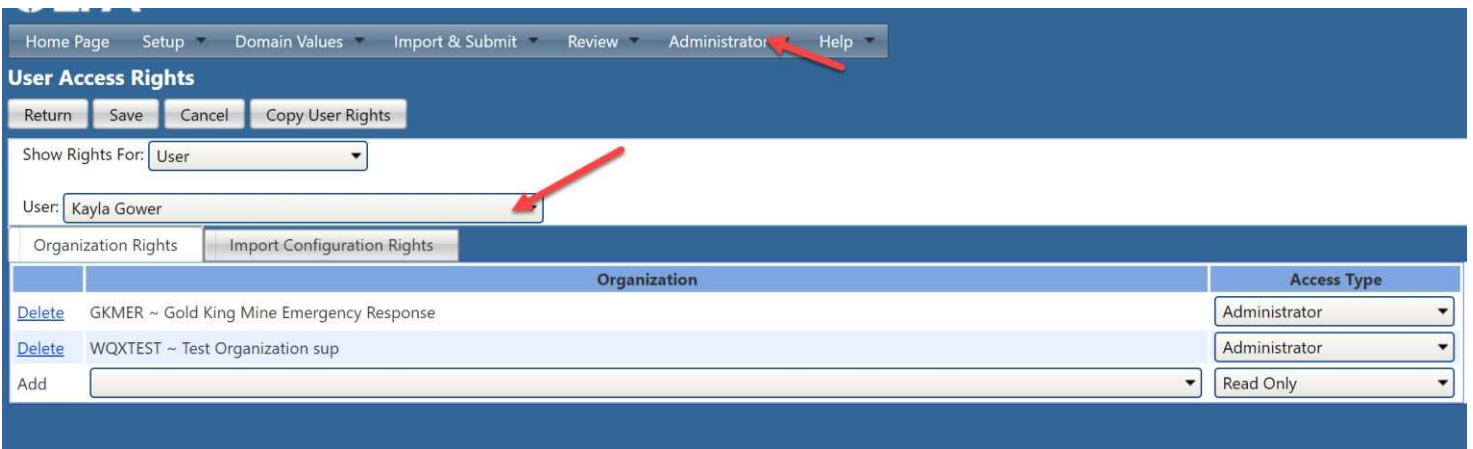 Home Page Setup Domain Values Import & Submit Review Administrator Help
User Access Rights
Return Save Cancel Copy User Rights
Show Rights For: User
User: Kayla Gower
Organization Rights Import Configuration Rights
Organization Access Type
Delete GKMER ~ Gold King Mine Emergency Response Administrator
Delete WQXTEST ~ Test Organization sup Administrator
Add Read Only